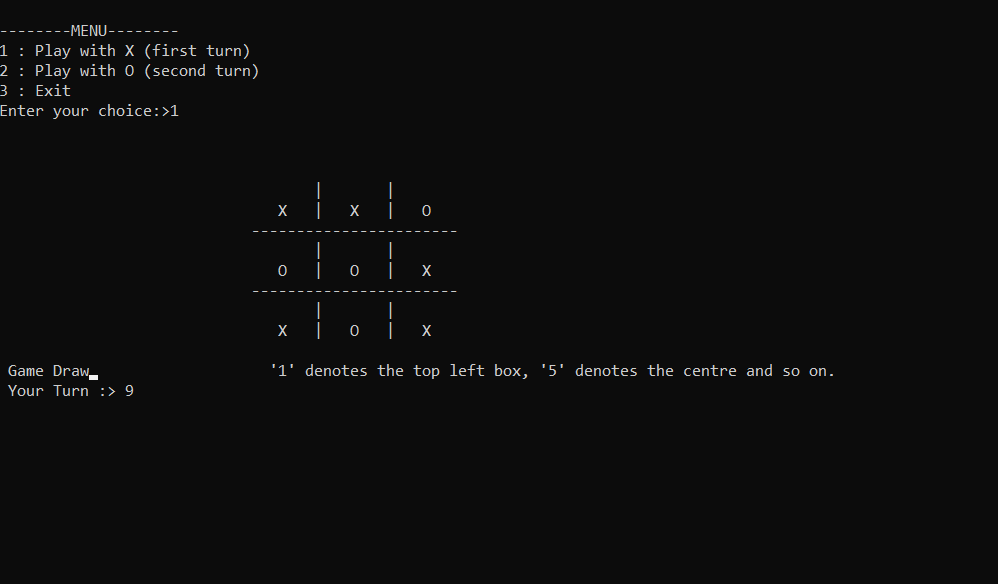 --------MENU--------
1 : Play with X (first turn)
2 : Play with O (second turn)
3 : Exit
Enter your choice:>1
| |
X | X | O
-----------------------
| |
O | O | X
-----------------------
| |
X | O | X
Game Draw '1' denotes the top left box, '5' denotes the centre and so on.
Your Turn :> 9